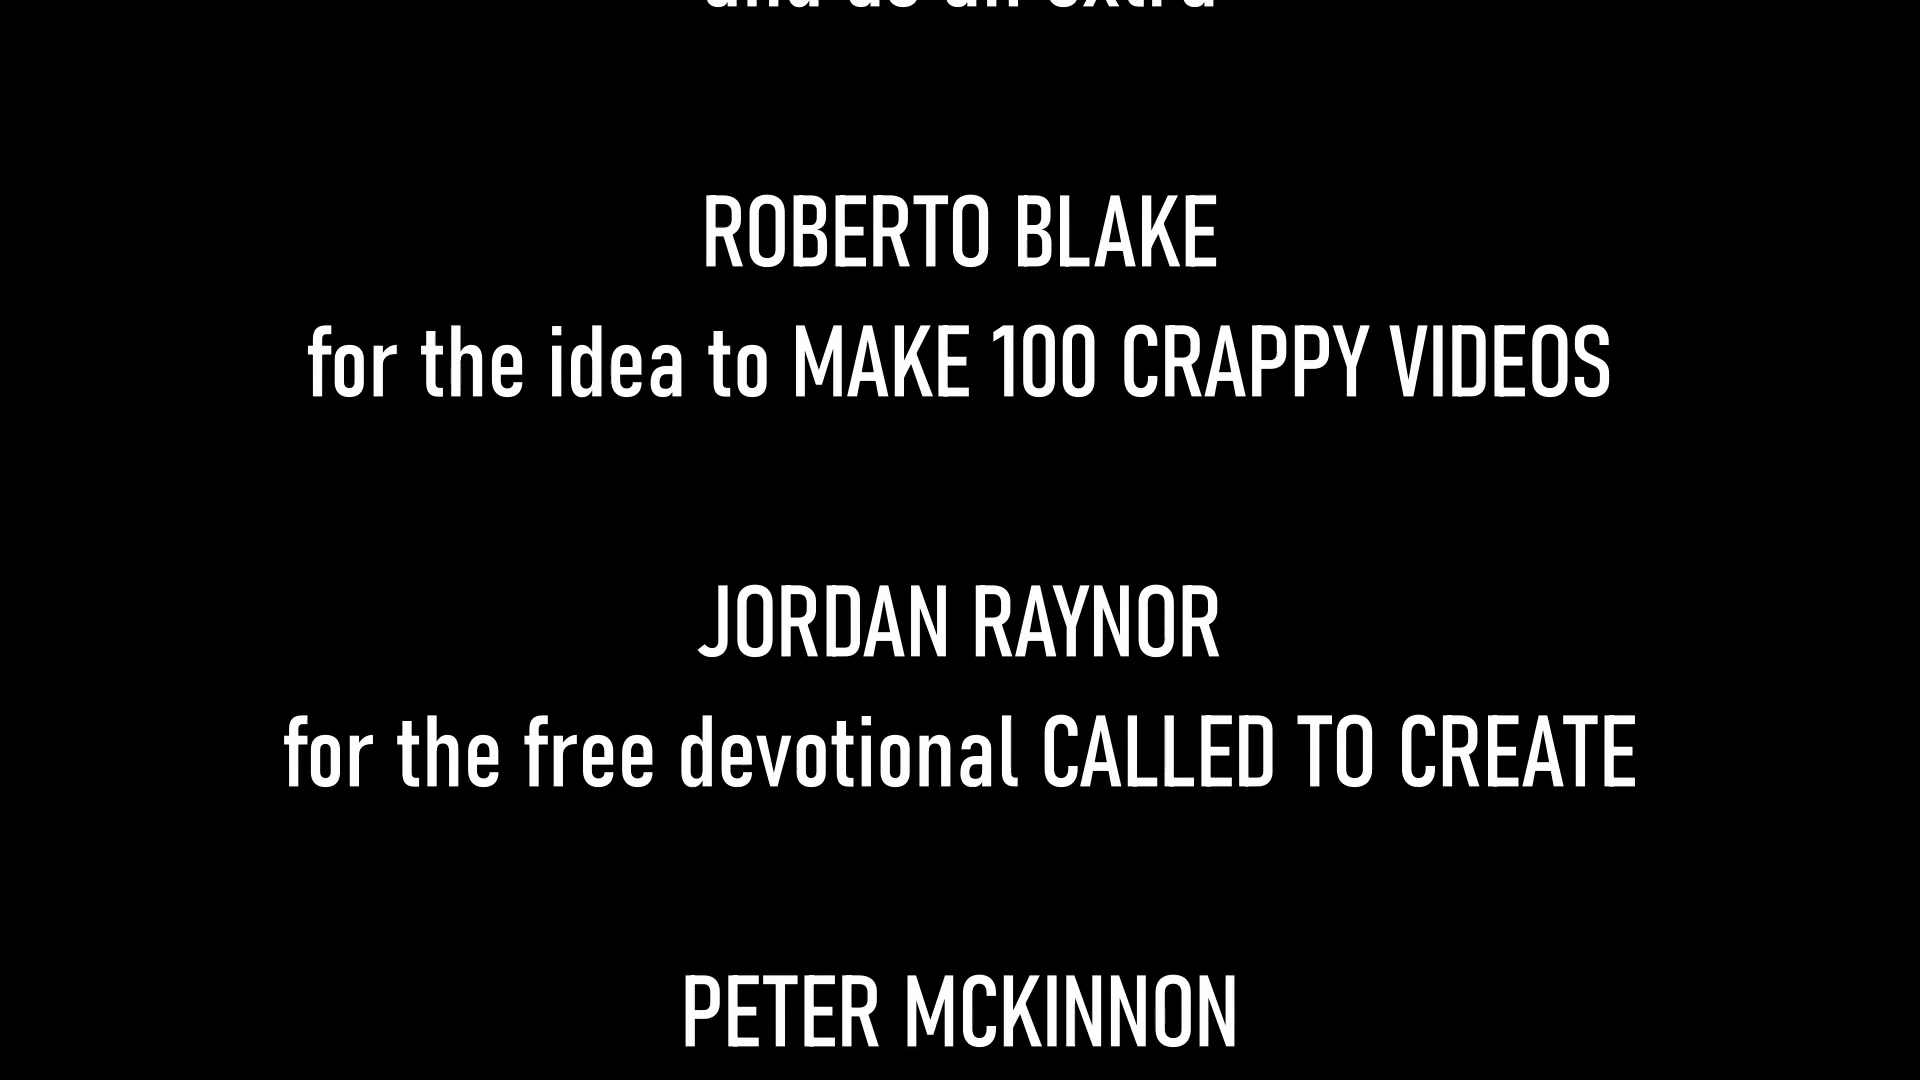 and as an extra
ROBERTO BLAKE
for the idea to MAKE 100 CRAPPY VIDEOS
JORDAN RAYNOR
for the free devotional CALLED TO CREATE
PETER MCKINNON